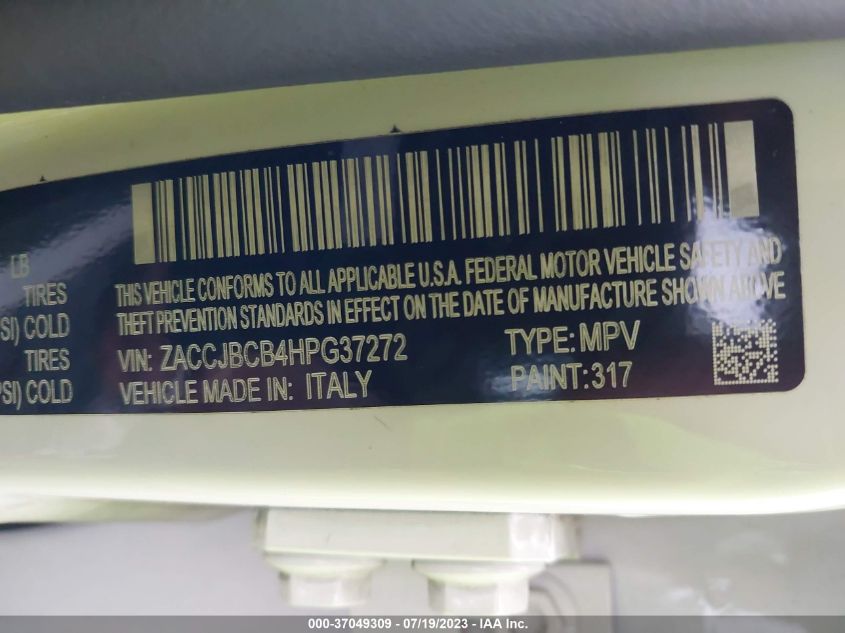 LB
TIRES
SI) COLD
TIRES
PSI) COLD
THIS VEHICLE CONFORMS TO ALL APPLICABLE U.S.A. FEDERAL MOTOR VEHICLE SAFETY AND
THEFT PREVENTION STANDARDS IN EFFECT ON THE DATE OF MANUFACTURE SHOWN ABOVE
VIN: ZACCJBCB4HPG37272 TYPE: MPV
VEHICLE MADE IN: ITALY PAINT: 317
000-37049309 / 07/19/2023 - IAA Inc.